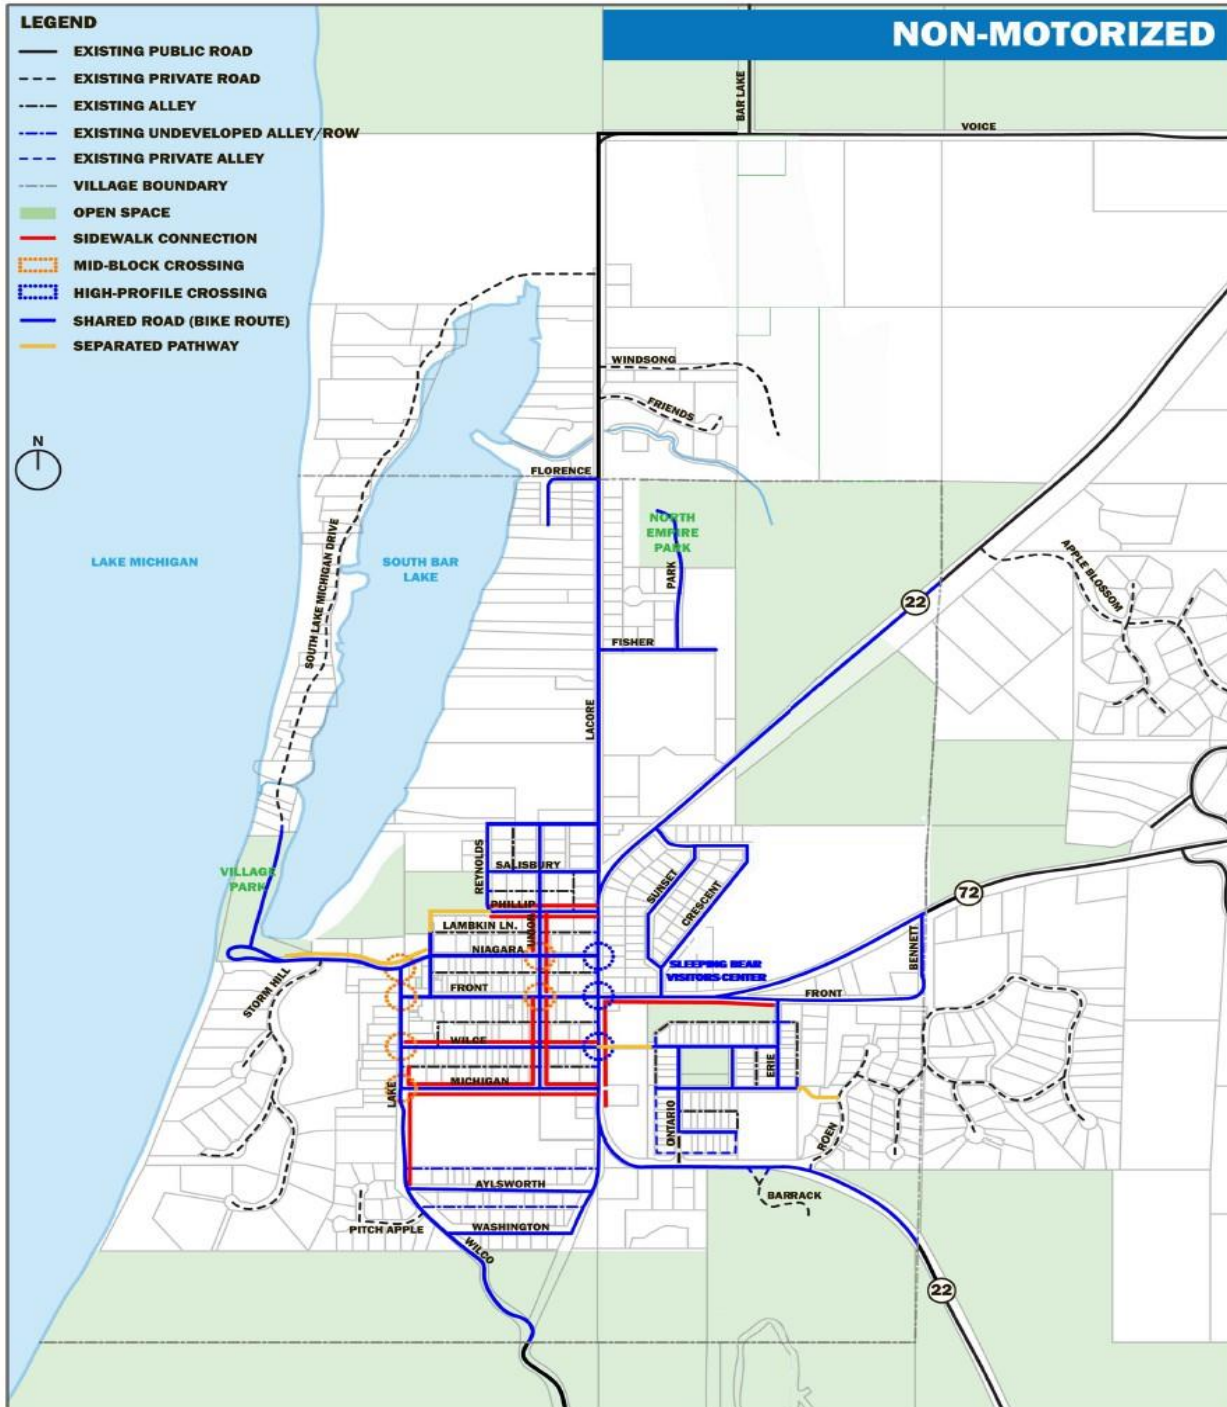 LEGEND
EXISTING PUBLIC ROAD
EXISTING PRIVATE ROAD
EXISTING ALLEY
EXISTING UNDEVELOPED ALLEY/ROW
EXISTING PRIVATE ALLEY
VILLAGE BOUNDARY
OPEN SPACE
SIDEWALK CONNECTION
MID-BLOCK CROSSING
HIGH-PROFILE CROSSING
SHARED ROAD (BIKE ROUTE)
SEPARATED PATHWAY
NON-MOTORIZED
BAR LAKE
VOICE
WINDSONG
FRIENDS
N
FLORENCE
NORTH
EMPIRE
PARK
LAKE MICHIGAN
SOUTH LAKE MICHIGAN DRIVE
SOUTH BAR
LAKE
PARK
APPLE BLOSSOM
22
FISHER
LACORE
REYNOLDS
SALISBURY
VILLAGE
PARK
SUNSET
CRESCENT
72
PHILLIP
LAMBKIN LN.
UNION
NIAGARA
BENNETT
SLEEPING BEAR
VISITORS CENTER
STORM HILL
FRONT
FRONT
WILCE
ERIE
LAKE
MICHIGAN
ONTARIO
ROEN
AYLSWORTH
BARRACK
PITCH APPLE
WASHINGTON
WILCO
22